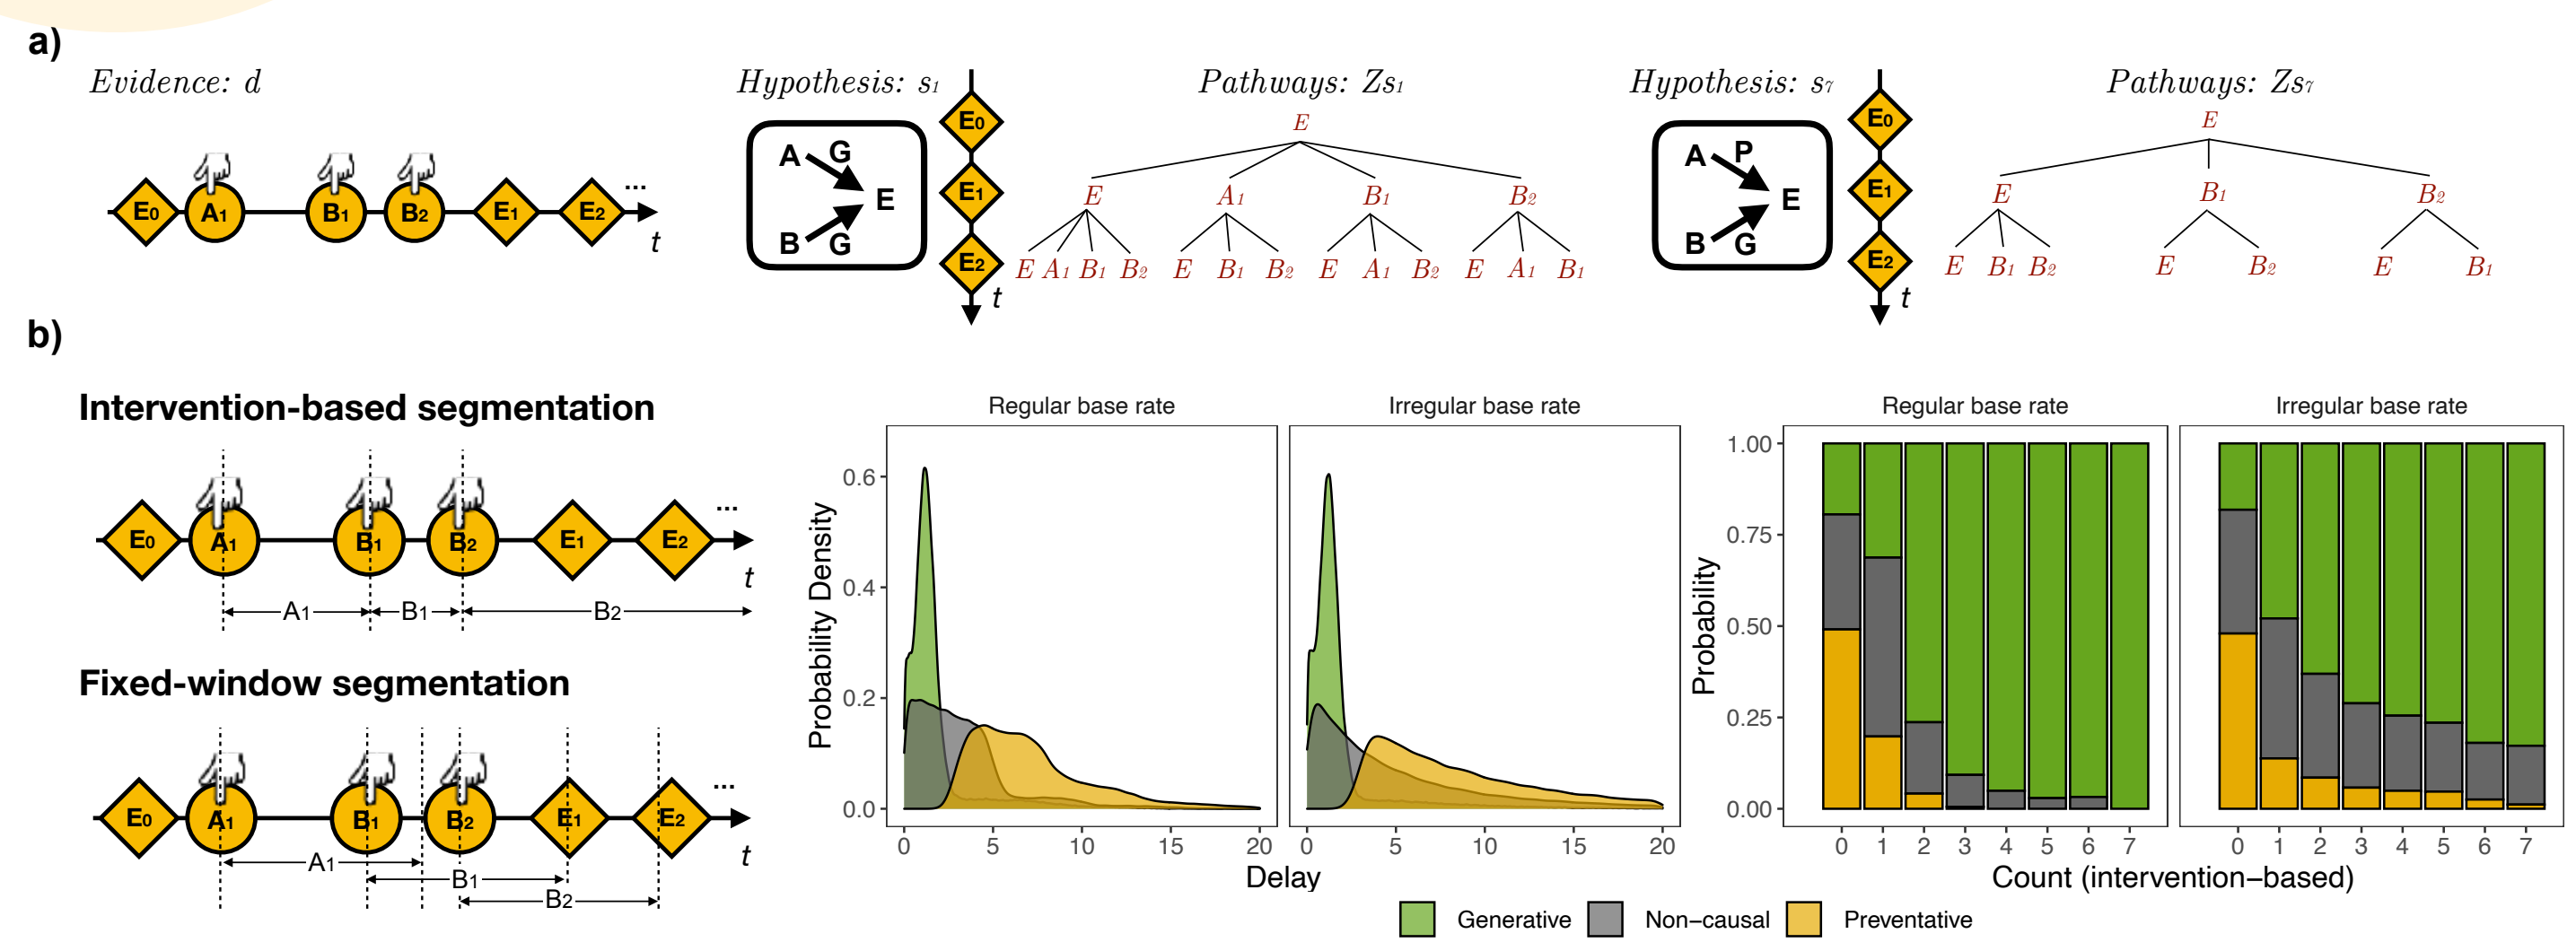 a)
Evidence: d
E0 A1 B1 B2 E1 E2 ...
t
Hypothesis: s1
A G
E
B G
E0
E1
E2
t
Pathways: Zs1
E
E A1 B1 B2
E A1 B1 B2 E B1 B2 E A1 B2 E A1 B1
Hypothesis: s7
A P
E
B G
E0
E1
E2
t
Pathways: Zs7
E
E B1 B2
E B1 B2 E B2 E B1
b)
Intervention-based segmentation
E0 A1 B1 B2 E1 E2 ...
t
A1 B1 B2
Fixed-window segmentation
E0 A1 B1 B2 E1 E2 ...
t
A1
B1
B2
Regular base rate
Irregular base rate
Probability Density
0.6
0.4
0.2
0.0
0 5 10 15 20
0 5 10 15 20
Delay
Regular base rate
Irregular base rate
Probability
1.00
0.75
0.50
0.25
0.00
0 1 2 3 4 5 6 7
0 1 2 3 4 5 6 7
Count (intervention−based)
Generative Non−causal Preventative